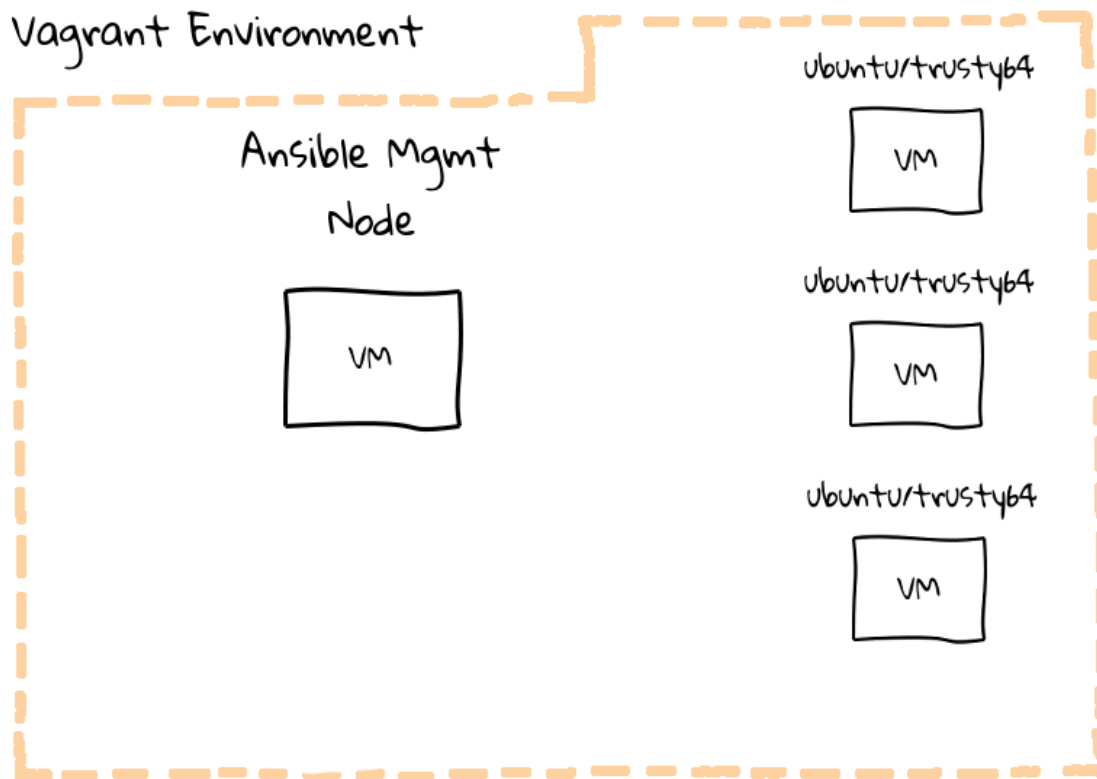 Vagrant Environment
Ansible Mgmt
Node
VM
ubuntu/trusty64
VM
ubuntu/trusty64
VM
ubuntu/trusty64
VM